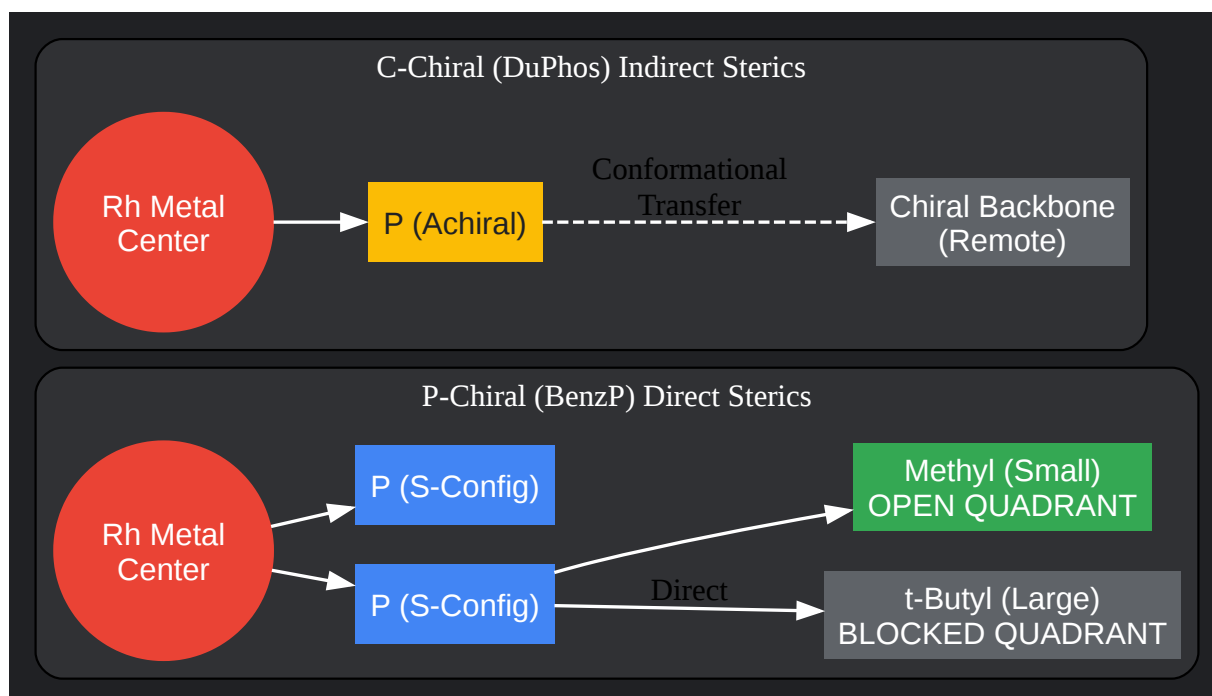 C-Chiral (DuPhos) Indirect Sterics
Rh Metal
Center
P (Achiral)
Conformational
Transfer
Chiral Backbone
(Remote)
P-Chiral (BenzP) Direct Sterics
Rh Metal
Center
P (S-Config)
P (S-Config)
Direct
Methyl (Small)
OPEN QUADRANT
t-Butyl (Large)
BLOCKED QUADRANT